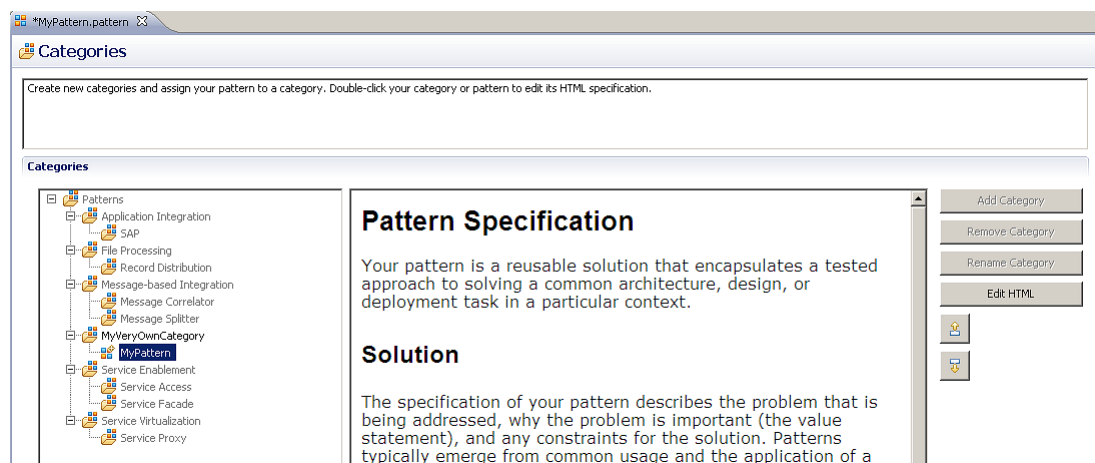 *MyPattern.pattern
Categories
Create new categories and assign your pattern to a category. Double-click your category or pattern to edit its HTML specification.
Categories
Patterns
Application Integration
SAP
File Processing
Record Distribution
Message-based Integration
Message Correlator
Message Splitter
MyVeryOwnCategory
MyPattern
Service Enablement
Service Access
Service Facade
Service Virtualization
Service Proxy
Pattern Specification
Your pattern is a reusable solution that encapsulates a tested
approach to solving a common architecture, design, or
deployment task in a particular context.
Solution
The specification of your pattern describes the problem that is
being addressed, why the problem is important (the value
statement), and any constraints for the solution. Patterns
typically emerge from common usage and the application of a
Add Category
Remove Category
Rename Category
Edit HTML